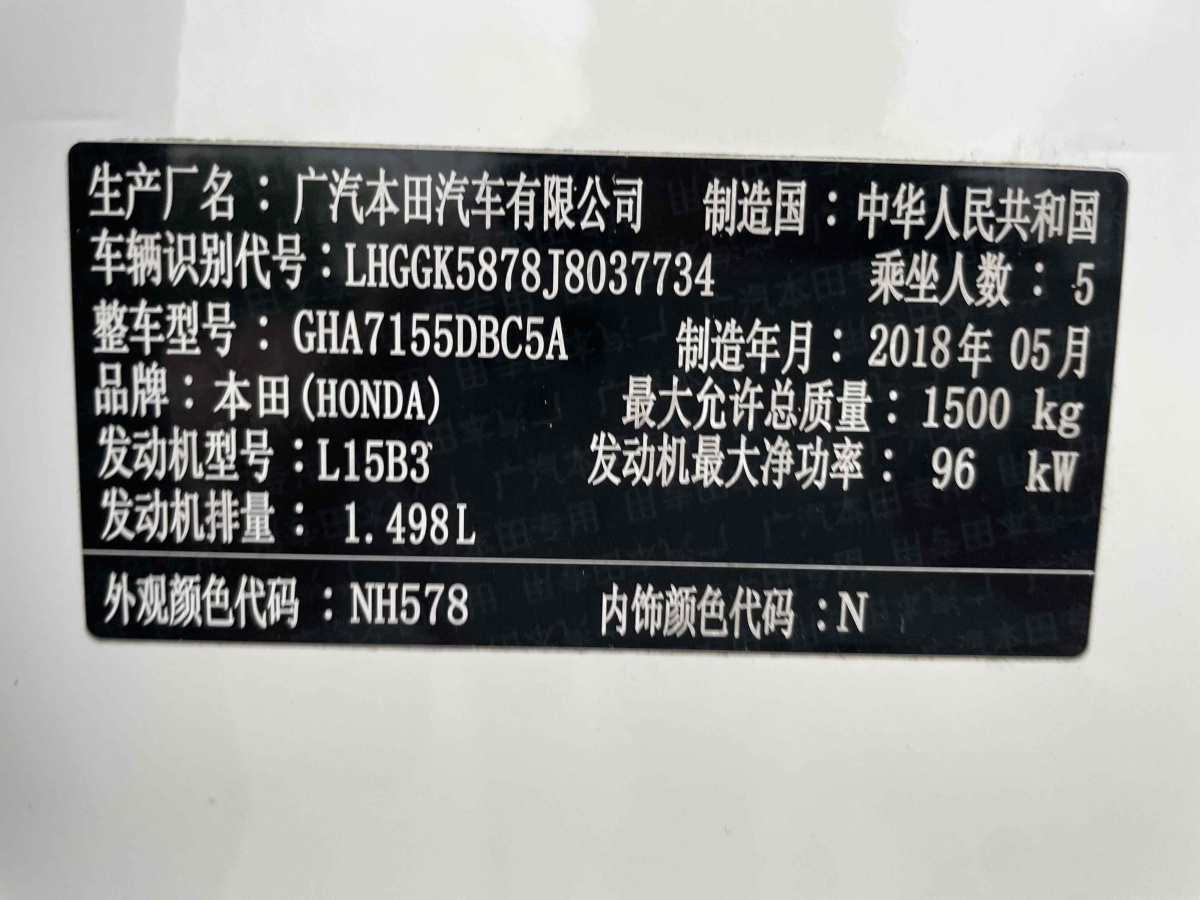 生产厂名：广汽本田汽车有限公司 制造国：中华人民共和国
车辆识别代号：LHGGK5878J8037734 乘坐人数：5
整车型号：GHA7155DBC5A 制造年月：2018年 05月
品牌：本田(HONDA) 最大允许总质量：1500 kg
发动机型号：L15B3 发动机最大净功率：96 kW
发动机排量：1.498L
外观颜色代码：NH578 内饰颜色代码：N